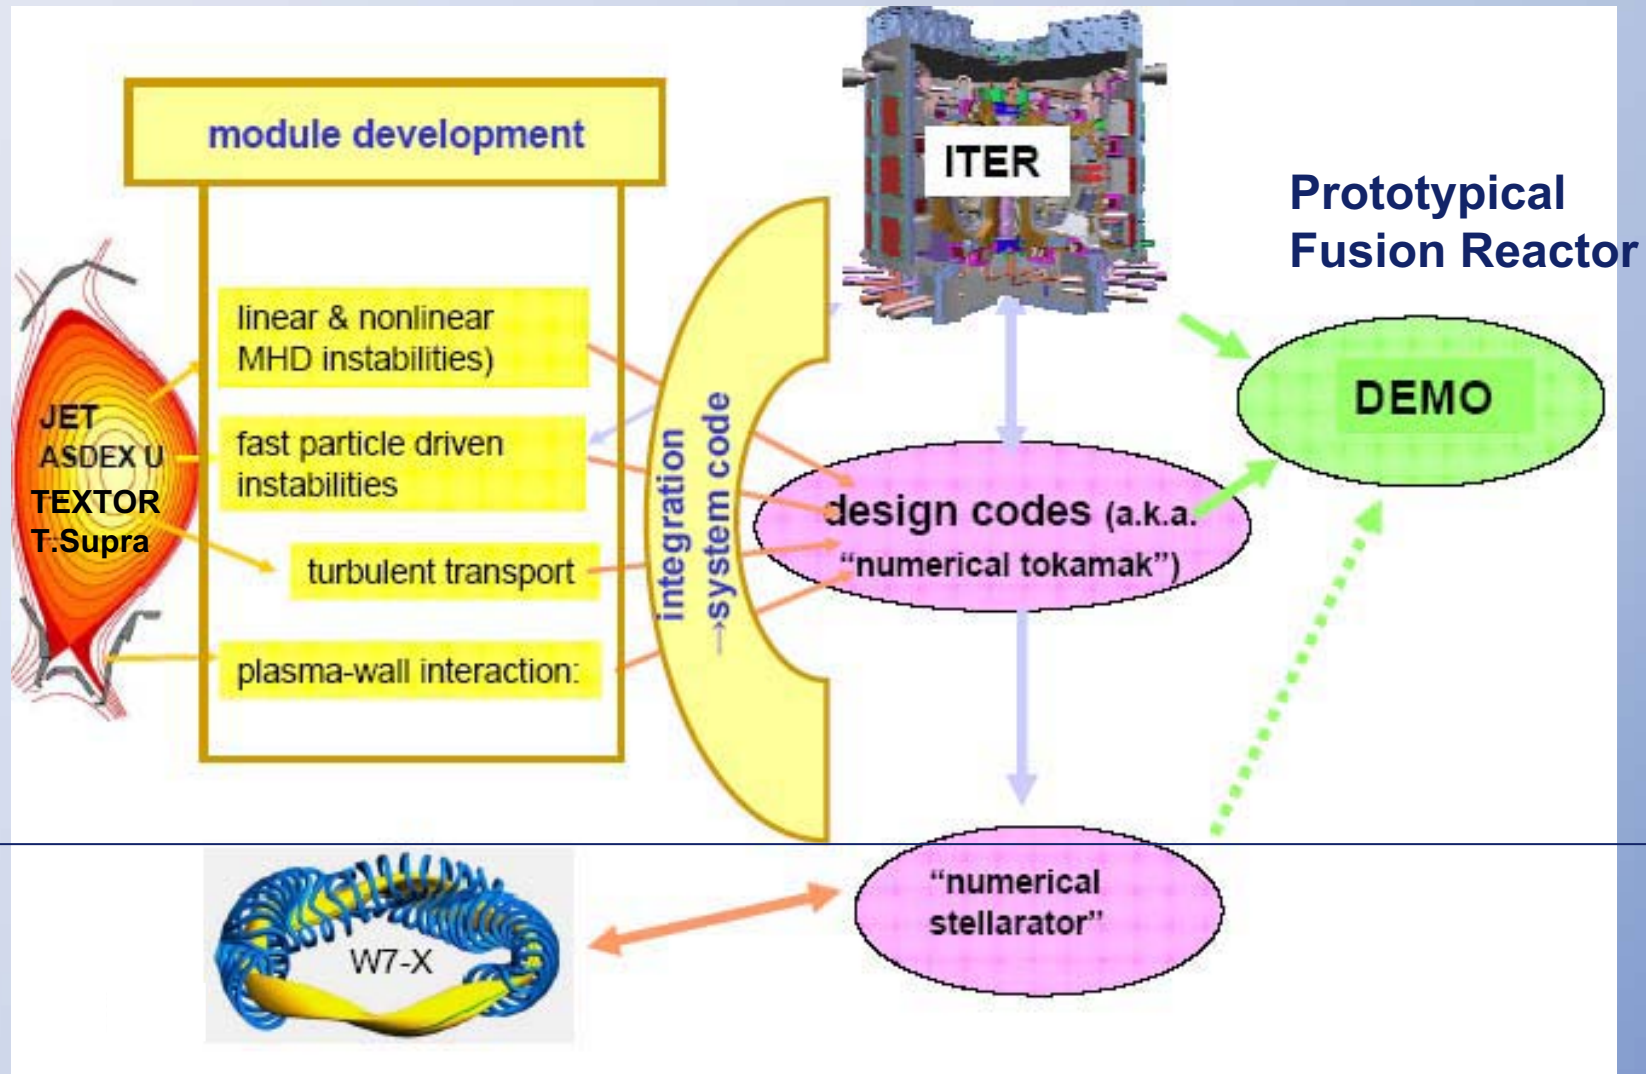 module development
ITER
Prototypical
Fusion Reactor
linear & nonlinear
MHD instabilities)
JET
ASDEX U
TEXTOR
T.Supra
fast particle driven
instabilities
turbulent transport
plasma-wall interaction:
integration
→system code
design codes (a.k.a.
“numerical tokamak”)
DEMO
“numerical
stellarator”
W7-X